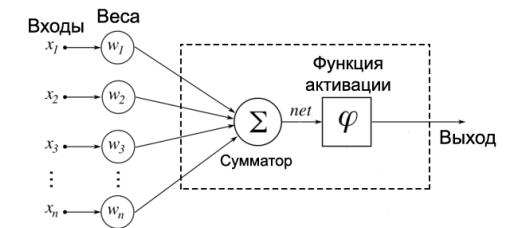 Входы
Веса
x1
w1
x2
w2
x3
w3
⋮
⋮
xn
wn
Σ
Сумматор
net
Функция
активации
φ
Выход